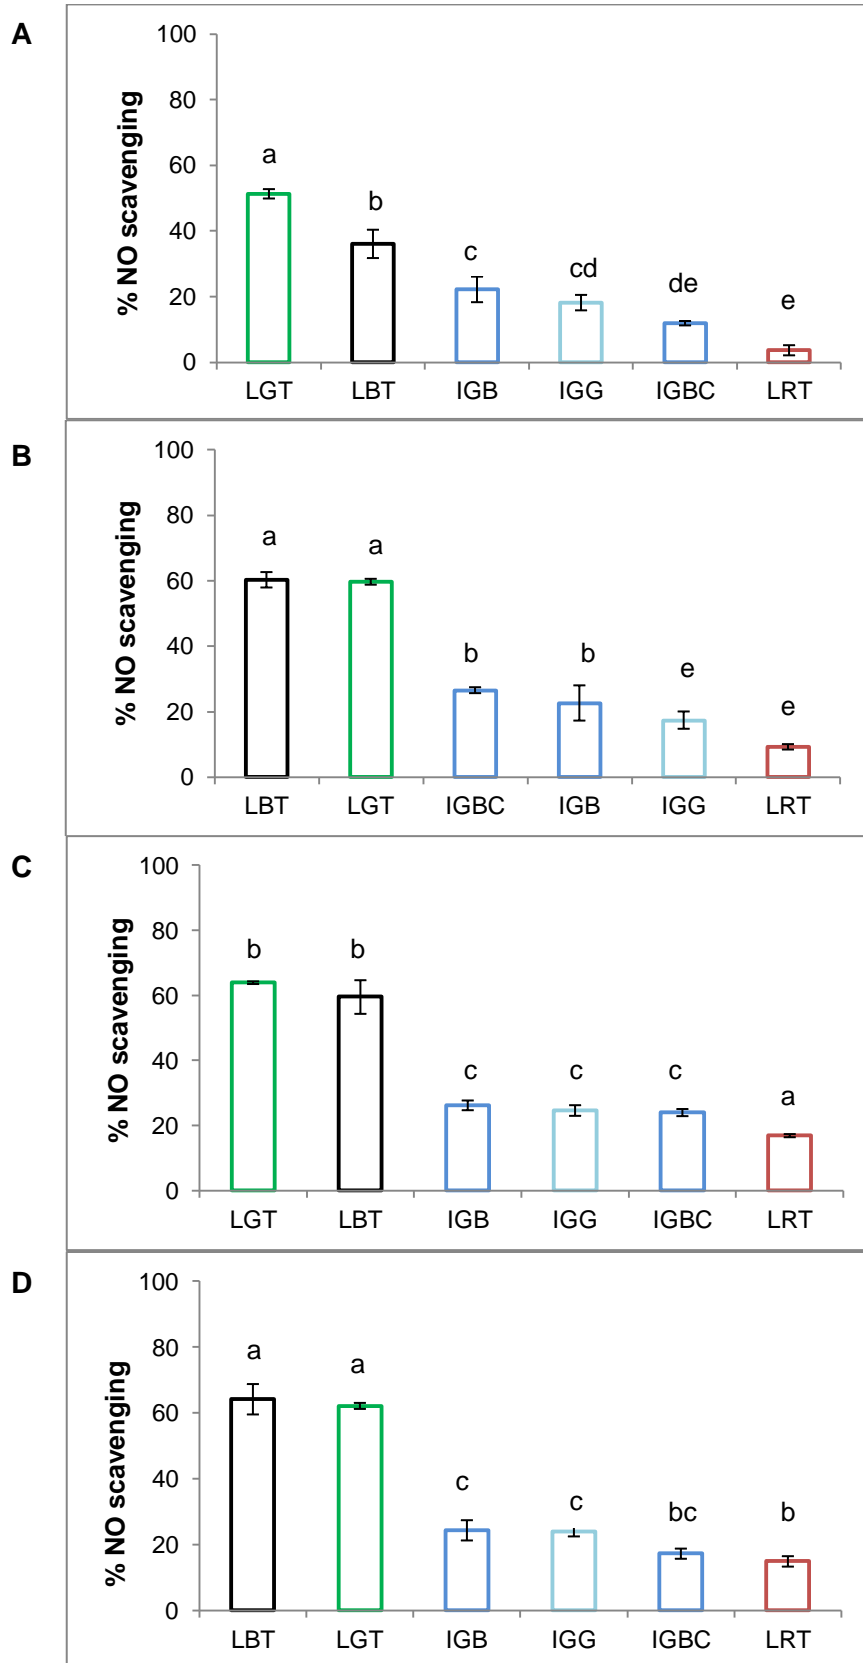 A
% NO scavenging
100
80
60
40
20
0
a
b
c
cd
de
e
LGT LBT IGB IGG IGBC LRT
B
% NO scavenging
100
80
60
40
20
0
a
a
b
b
e
e
LBT LGT IGBC IGB IGG LRT
C
% NO scavenging
100
80
60
40
20
0
b
b
c
c
c
a
LGT LBT IGB IGG IGBC LRT
D
% NO scavenging
100
80
60
40
20
0
a
a
c
c
bc
b
LBT LGT IGB IGG IGBC LRT